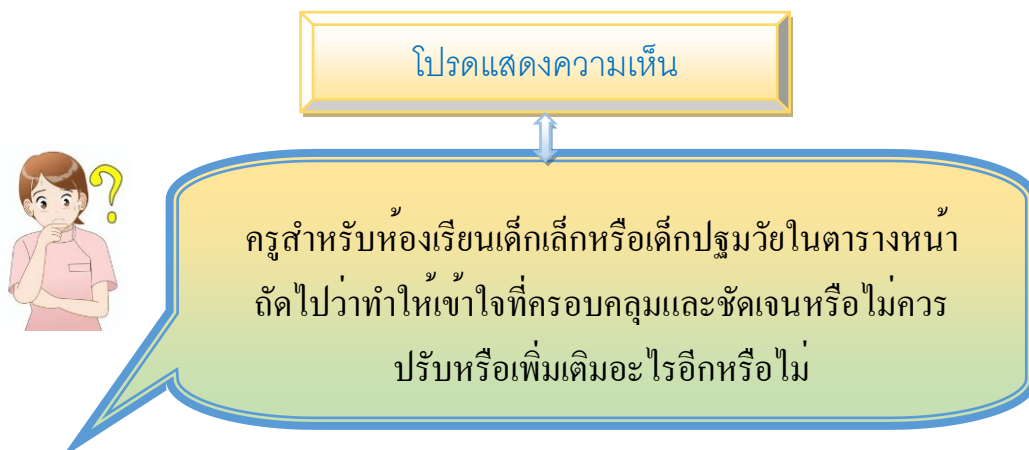 โปรดแสดงความเห็น
?
ครูสำหรับห้องเรียนเด็กเล็กหรือเด็กปฐมวัยในตารางหน้า
ถัดไปว่าทำให้เข้าใจที่ครอบคลุมและชัดเจนหรือไม่ควร
ปรับหรือเพิ่มเติมอะไรอีกหรือไม่